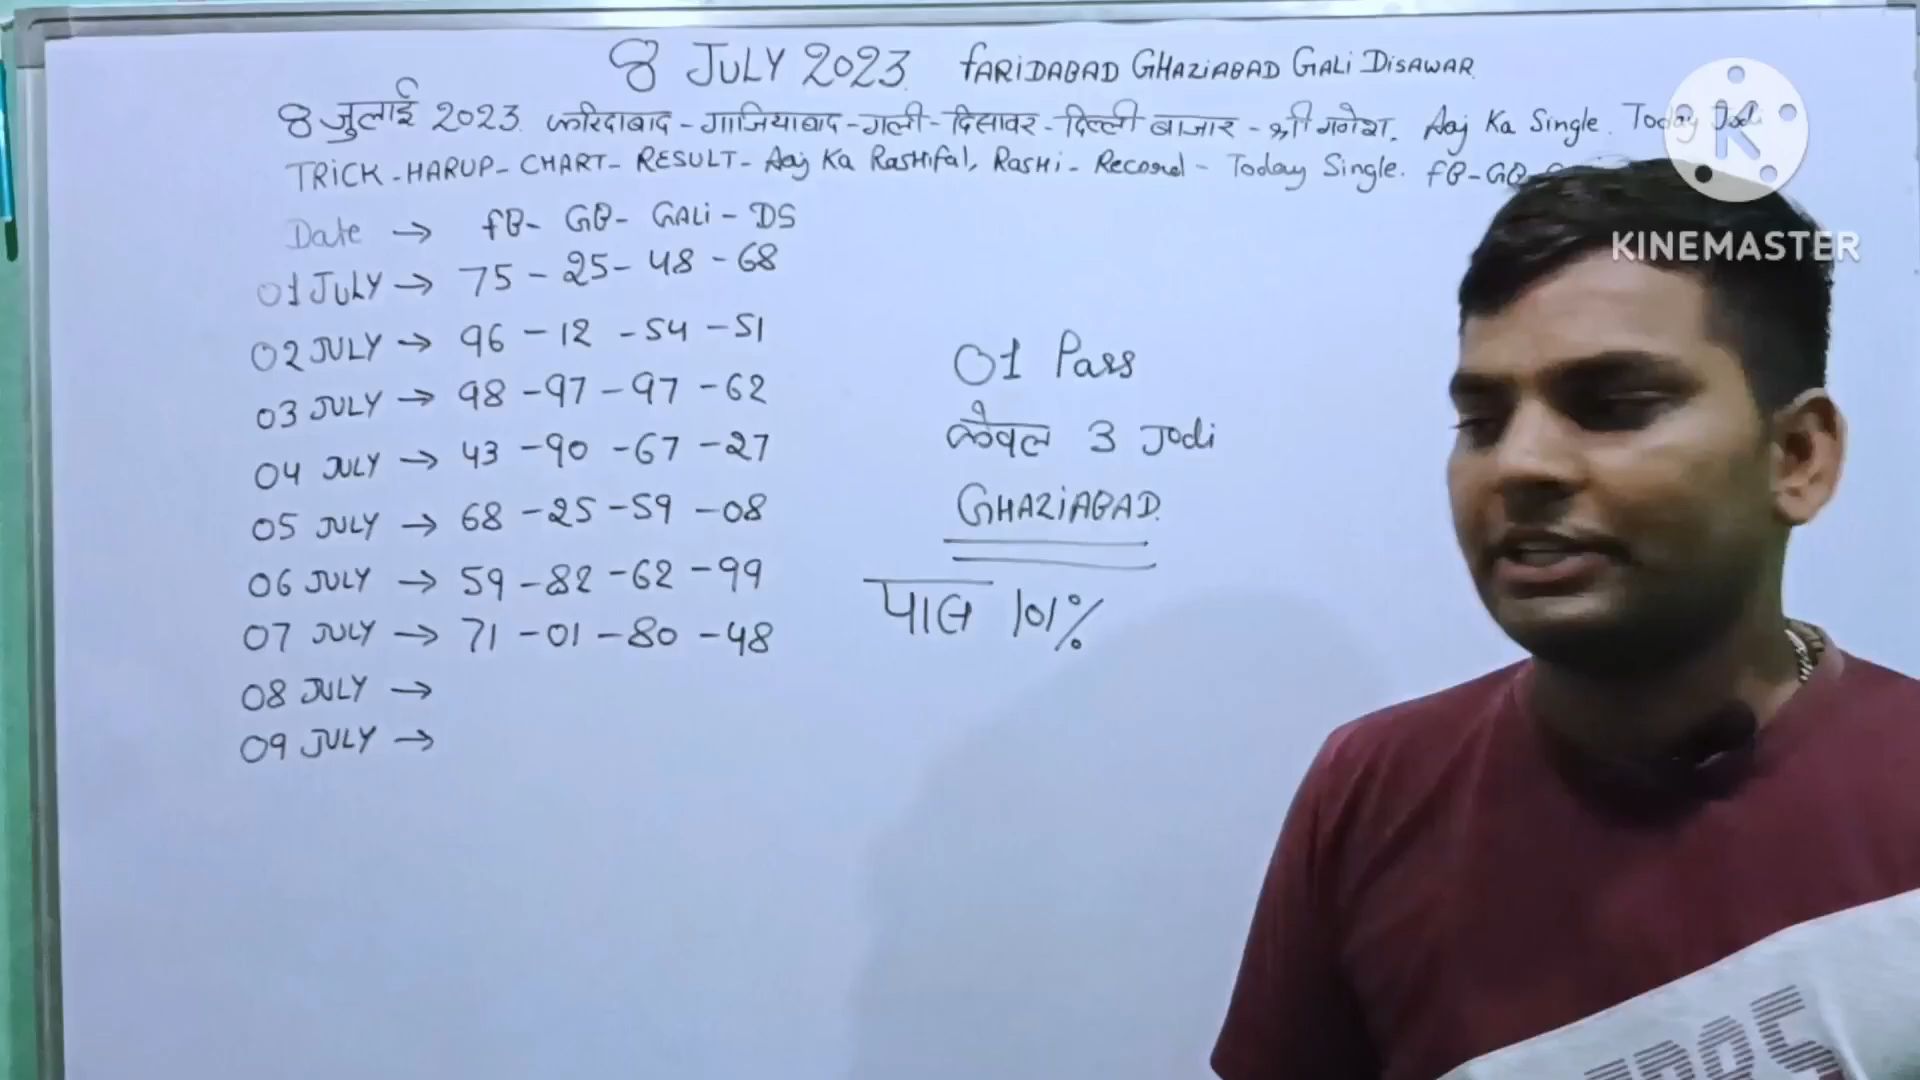 8 JULY 2023 FARIDABAD GHAZIABAD GALI DISAWAR
8 जुलाई 2023 फरिदाबाद - गाजियाबाद - गली - दिसावर - दिल्ली बाजार - श्री गणेश. Aaj Ka Single. Today Jodi
TRICK - HARUP - CHART - RESULT - Aaj Ka Rashifal, Rashi - Record - Today Single. FB - GB -
KINEMASTER
Date → FB - GB - GALI - DS
01 JULY → 75 - 25 - 48 - 68
02 JULY → 96 - 12 - 54 - 51
03 JULY → 98 - 97 - 97 - 62
04 JULY → 43 - 90 - 67 - 27
05 JULY → 68 - 25 - 59 - 08
06 JULY → 59 - 82 - 62 - 99
07 JULY → 71 - 01 - 80 - 48
08 JULY →
09 JULY →
01 Pass
केवल 3 Jodi
GHAZIABAD.
पास 101%